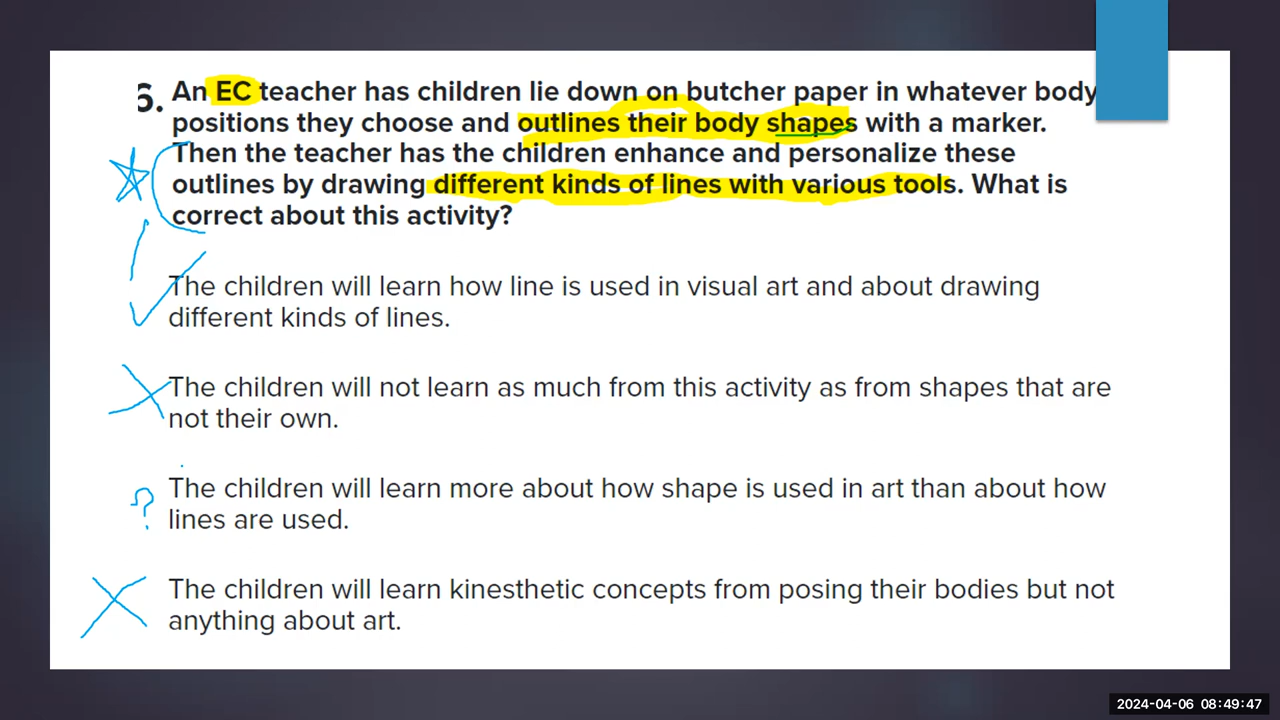 6. An EC teacher has children lie down on butcher paper in whatever body
positions they choose and outlines their body shapes with a marker.
Then the teacher has the children enhance and personalize these
outlines by drawing different kinds of lines with various tools. What is
correct about this activity?
The children will learn how line is used in visual art and about drawing
different kinds of lines.
The children will not learn as much from this activity as from shapes that are
not their own.
?
The children will learn more about how shape is used in art than about how
lines are used.
The children will learn kinesthetic concepts from posing their bodies but not
anything about art.
2024-04-06 08:49:47